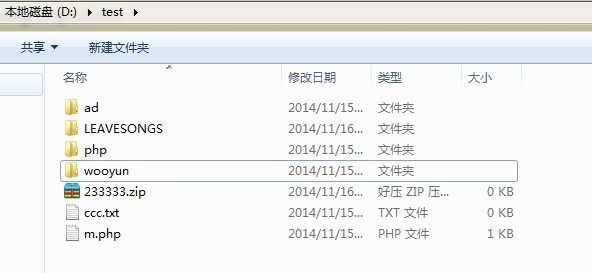 本地磁盘 (D:) test
共享 新建文件夹
名称 修改日期 类型 大小
ad 2014/11/15... 文件夹
LEAVESONGS 2014/11/16... 文件夹
php 2014/11/15... 文件夹
wooyun 2014/11/15... 文件夹
233333.zip 2014/11/16... 好压 ZIP 压... 0 KB
ccc.txt 2014/11/15... TXT 文件 0 KB
m.php 2014/11/15... PHP 文件 1 KB